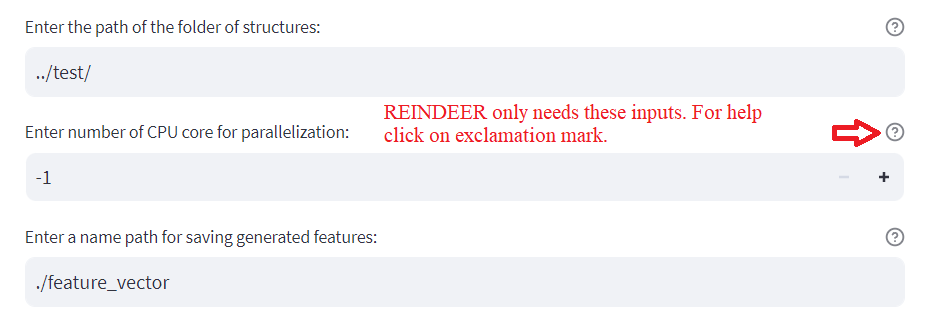 Enter the path of the folder of structures:
../test/
REINDEER only needs these inputs. For help
click on exclamation mark.
Enter number of CPU core for parallelization:
-1
Enter a name path for saving generated features:
./feature_vector